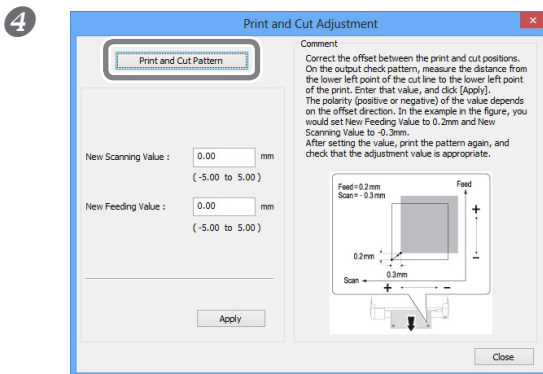 4
Print and Cut Adjustment
Print and Cut Pattern
New Scanning Value :
0.00
mm
( -5.00 to 5.00 )
New Feeding Value :
0.00
mm
( -5.00 to 5.00 )
Apply
Comment
Correct the offset between the print and cut positions.
On the output check pattern, measure the distance from
the lower left point of the cut line to the lower left point
of the print. Enter that value, and click [Apply].
The polarity (positive or negative) of the value depends
on the offset direction. In the example in the figure, you
would set New Feeding Value to 0.2mm and New
Scanning Value to -0.3mm.
After setting the value, print the pattern again, and
check that the adjustment value is appropriate.
Feed=0.2mm
Scan=-0.3mm
Feed
+
−
0.2mm
0.3mm
Scan
+
−
Close